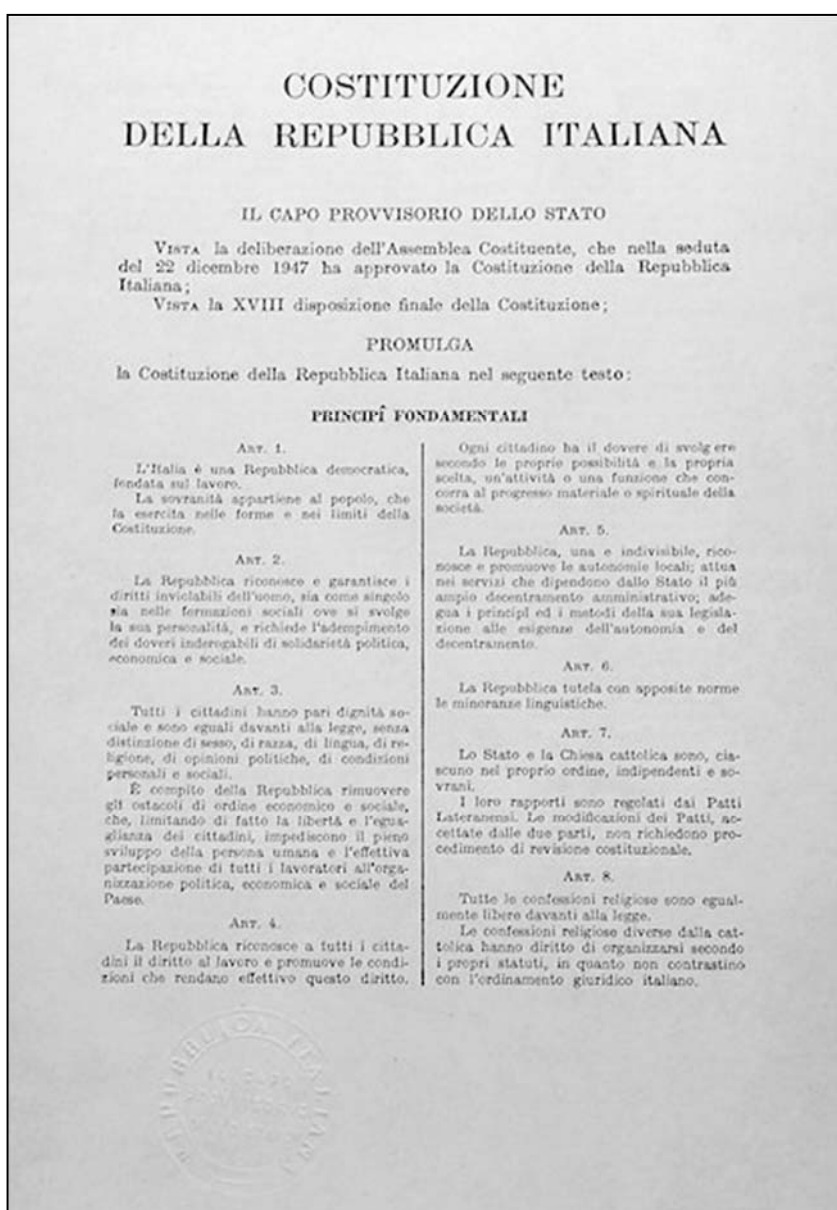 COSTITUZIONE
DELLA REPUBBLICA ITALIANA
IL CAPO PROVVISORIO DELLO STATO
VISTA la deliberazione dell'Assemblea Costituente, che nella seduta
del 22 dicembre 1947 ha approvato la Costituzione della Repubblica
Italiana;
VISTA la XVIII disposizione finale della Costituzione;
PROMULGA
la Costituzione della Repubblica Italiana nel seguente testo:
PRINCIPÎ FONDAMENTALI
ART. 1.
L'Italia è una Repubblica democratica,
fondata sul lavoro.
La sovranità appartiene al popolo, che
la esercita nelle forme e nei limiti della
Costituzione.
ART. 2.
La Repubblica riconosce e garantisce i
diritti inviolabili dell'uomo, sia come singolo
sia nelle formazioni sociali ove si svolge
la sua personalità, e richiede l'adempimento
dei doveri inderogabili di solidarietà politica,
economica e sociale.
ART. 3.
Tutti i cittadini hanno pari dignità so-
ciale e sono eguali davanti alla legge, senza
distinzione di sesso, di razza, di lingua, di re-
ligione, di opinioni politiche, di condizioni
personali e sociali.
È compito della Repubblica rimuovere
gli ostacoli di ordine economico e sociale,
che, limitando di fatto la libertà e l'egua-
glianza dei cittadini, impediscono il pieno
sviluppo della persona umana e l'effettiva
partecipazione di tutti i lavoratori all'orga-
nizzazione politica, economica e sociale del
Paese.
ART. 4.
La Repubblica riconosce a tutti i citta-
dini il diritto al lavoro e promuove le condi-
zioni che rendano effettivo questo diritto.
Ogni cittadino ha il dovere di svolgere
secondo le proprie possibilità e la propria
scelta, un'attività o una funzione che con-
corra al progresso materiale o spirituale della
società.
ART. 5.
La Repubblica, una e indivisibile, rico-
nosce e promuove le autonomie locali; attua
nei servizi che dipendono dallo Stato il più
ampio decentramento amministrativo; ade-
gua i principî ed i metodi della sua legisla-
zione alle esigenze dell'autonomia e del
decentramento.
ART. 6.
La Repubblica tutela con apposite norme
le minoranze linguistiche.
ART. 7.
Lo Stato e la Chiesa cattolica sono, cia-
scuno nel proprio ordine, indipendenti e so-
vrani.
I loro rapporti sono regolati dai Patti
Lateranensi. Le modificazioni dei Patti, ac-
cettate dalle due parti, non richiedono pro-
cedimento di revisione costituzionale.
ART. 8.
Tutte le confessioni religiose sono egual-
mente libere davanti alla legge.
Le confessioni religiose diverse dalla cat-
tolica hanno diritto di organizzarsi secondo
i propri statuti, in quanto non contrastino
con l'ordinamento giuridico italiano.
REPUBBLICA ITALIANA